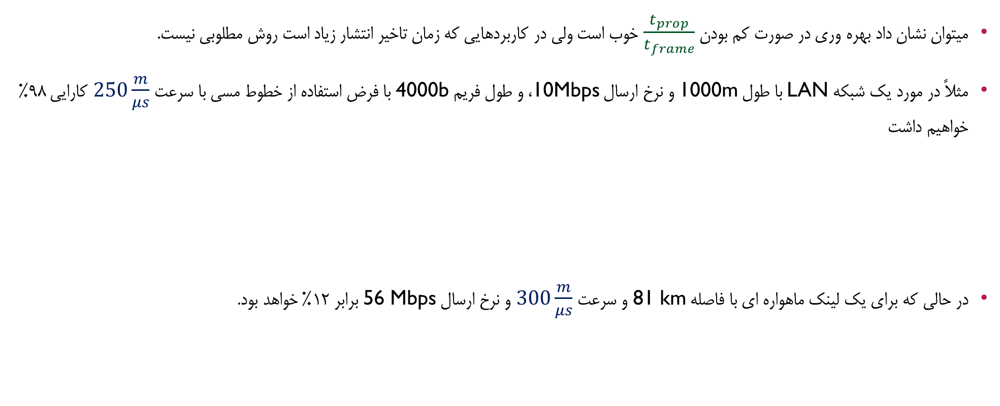 • میتوان نشان داد بهره وری در صورت کم بودن $\frac{t_{prop}}{t_{frame}}$ خوب است ولی در کاربردهایی که زمان تاخیر انتشار زیاد است روش مطلوبی نیست.
• مثلاً در مورد یک شبکه LAN با طول 1000m و نرخ ارسال 10Mbps، و طول فریم 4000b با فرض استفاده از خطوط مسی با سرعت $250\frac{m}{\mu s}$ کارایی ۹۸٪
خواهیم داشت
• در حالی که برای یک لینک ماهواره ای با فاصله 81 km و سرعت $300\frac{m}{\mu s}$ و نرخ ارسال 56 Mbps برابر ۱۲٪ خواهد بود.